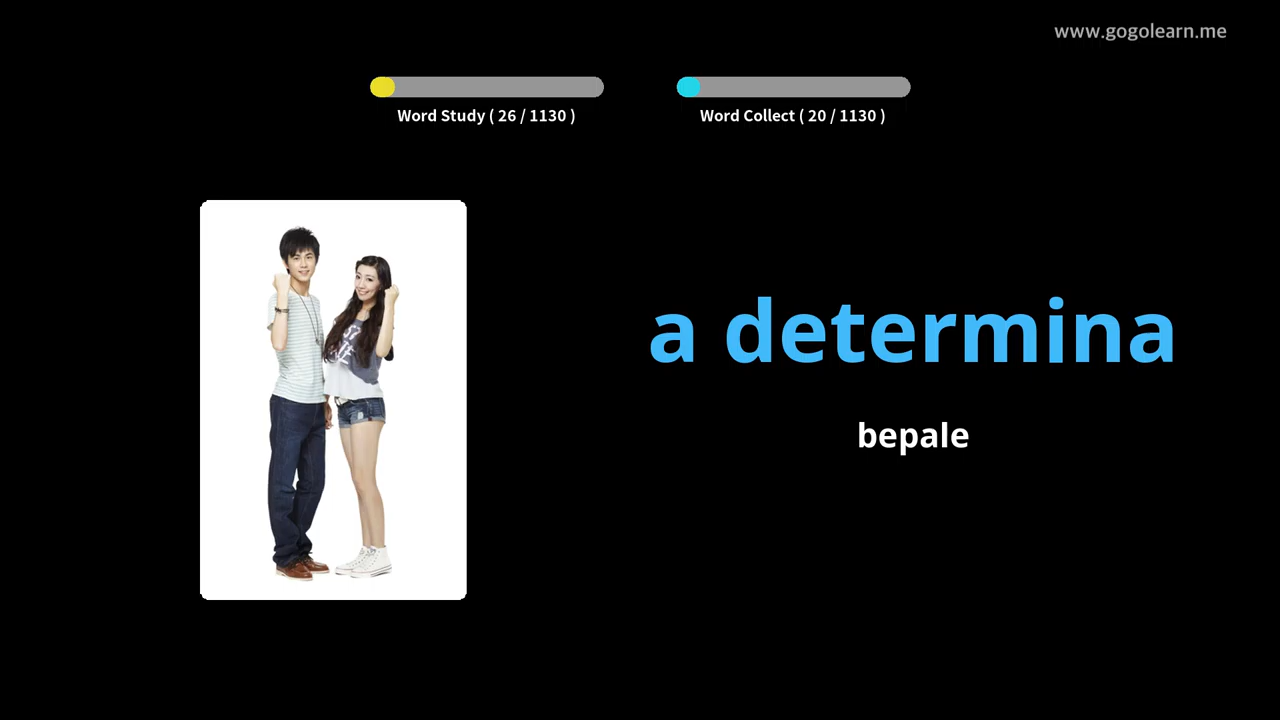 www.gogolearn.me
Word Study ( 26 / 1130 )
Word Collect ( 20 / 1130 )
a determina
bepale